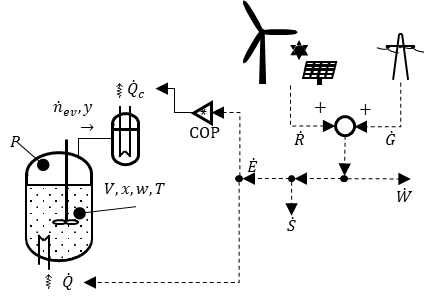 Q̇c
ṅev, y
→
*
COP
+
+
Ṙ
Ġ
P
V, x, w, T
Ė
Ẇ
Ṡ
Q̇